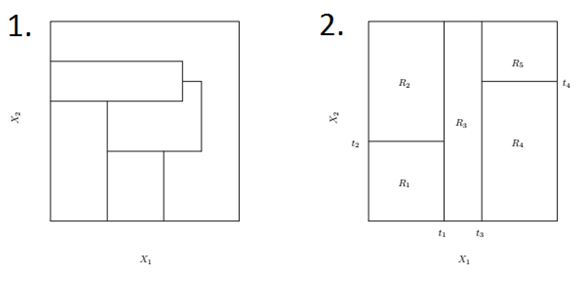 1.
X₂
X₁
2.
R₅
R₂
t₄
X₂
R₃
t₂
R₄
R₁
t₁
t₃
X₁